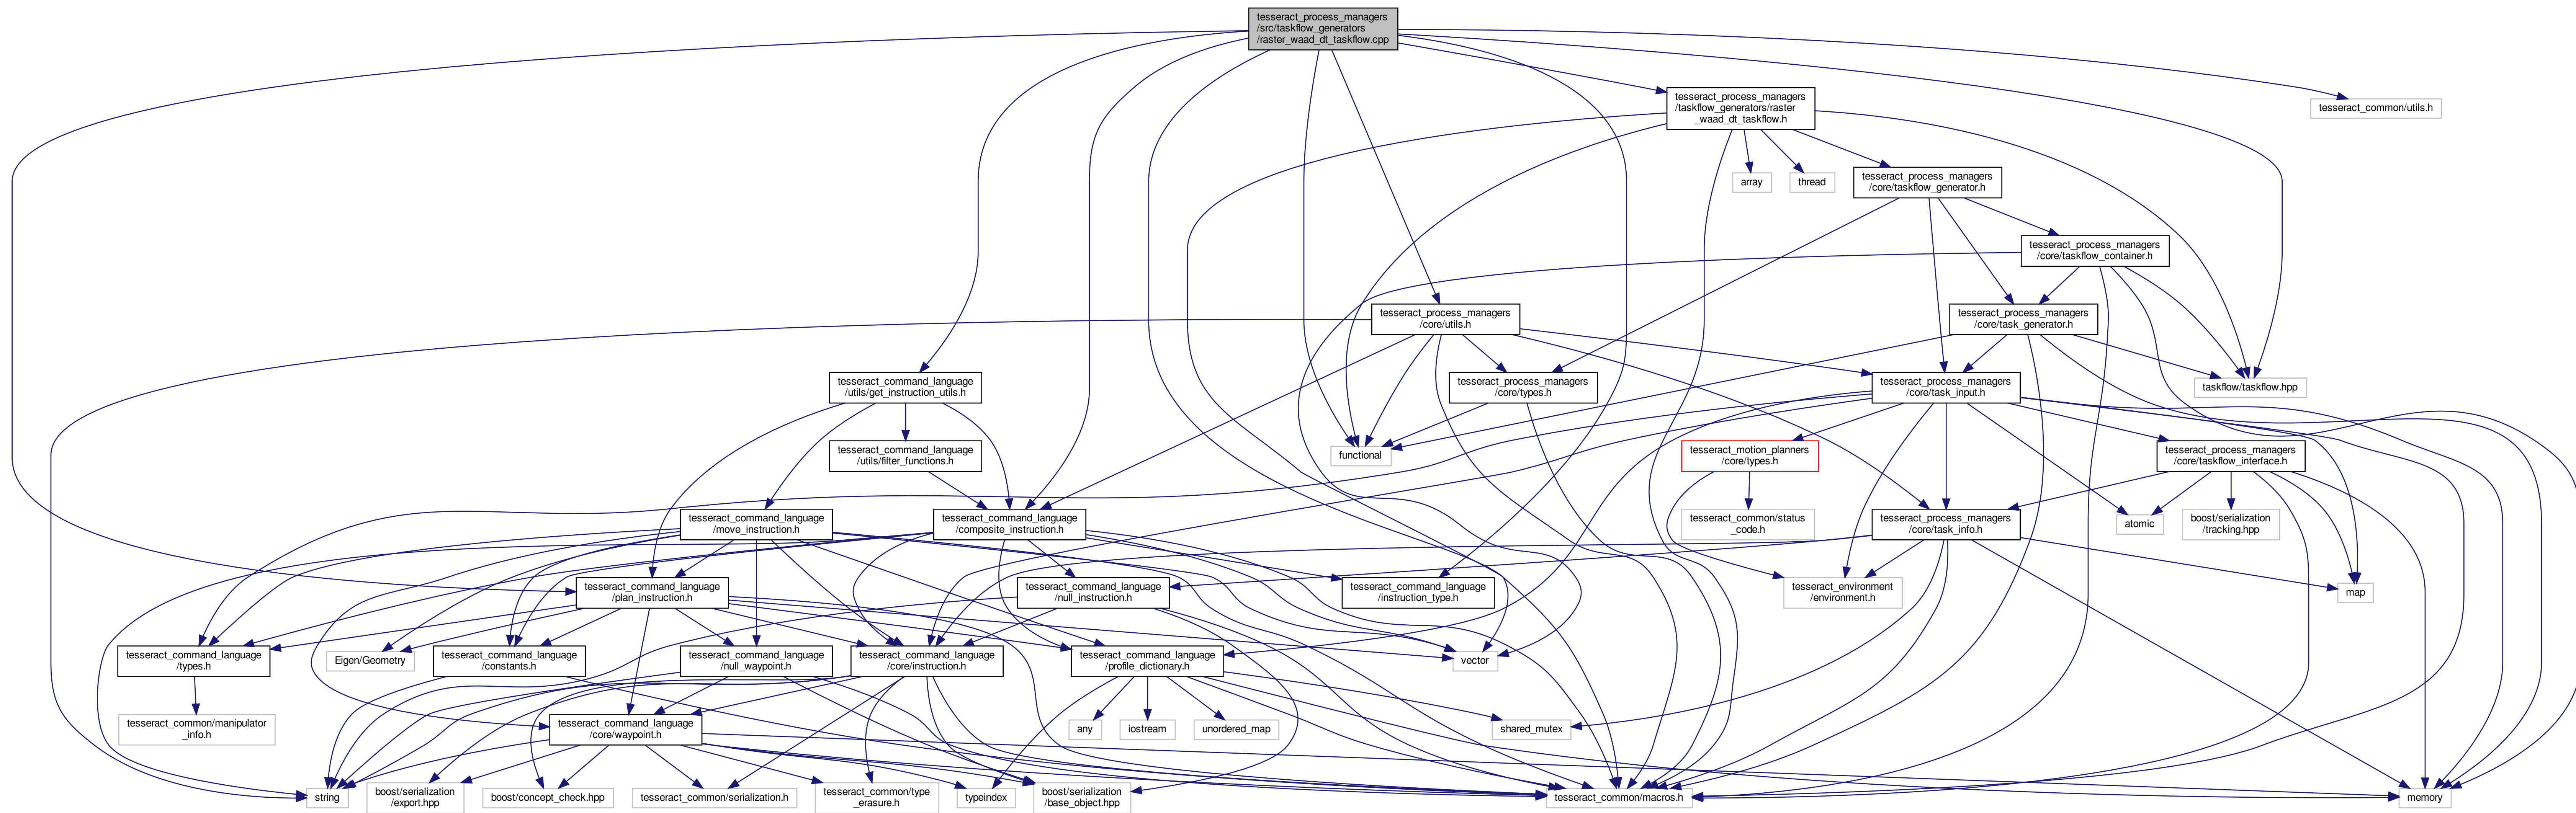 tesseract_process_managers
/src/taskflow_generators
/raster_waad_dt_taskflow.cpp
tesseract_process_managers
/taskflow_generators/raster
_waad_dt_taskflow.h
tesseract_common/utils.h
array
thread
tesseract_process_managers
/core/taskflow_generator.h
tesseract_process_managers
/core/taskflow_container.h
tesseract_process_managers
/core/utils.h
tesseract_process_managers
/core/task_generator.h
tesseract_command_language
/utils/get_instruction_utils.h
tesseract_process_managers
/core/types.h
tesseract_process_managers
/core/task_input.h
taskflow/taskflow.hpp
tesseract_command_language
/utils/filter_functions.h
functional
tesseract_motion_planners
/core/types.h
tesseract_process_managers
/core/taskflow_interface.h
tesseract_command_language
/move_instruction.h
tesseract_command_language
/composite_instruction.h
tesseract_common/status
_code.h
tesseract_process_managers
/core/task_info.h
atomic
boost/serialization
/tracking.hpp
tesseract_command_language
/plan_instruction.h
tesseract_command_language
/null_instruction.h
tesseract_command_language
/instruction_type.h
tesseract_environment
/environment.h
map
tesseract_command_language
/types.h
Eigen/Geometry
tesseract_command_language
/constants.h
tesseract_command_language
/null_waypoint.h
tesseract_command_language
/core/instruction.h
tesseract_command_language
/profile_dictionary.h
vector
tesseract_common/manipulator
_info.h
tesseract_command_language
/core/waypoint.h
any
iostream
unordered_map
shared_mutex
string
boost/serialization
/export.hpp
boost/concept_check.hpp
tesseract_common/serialization.h
tesseract_common/type
_erasure.h
typeindex
boost/serialization
/base_object.hpp
tesseract_common/macros.h
memory